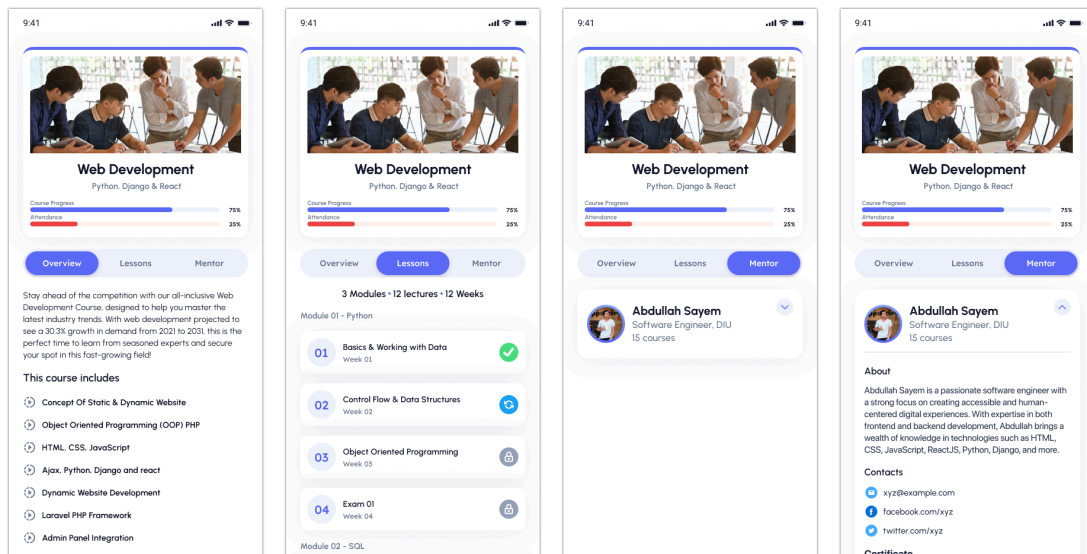 9:41
Web Development
Python, Django & React
Course Progress
75%
Attendance
25%
Overview
Lessons
Mentor
Stay ahead of the competition with our all-inclusive Web
Development Course, designed to help you master the
latest industry trends. With web development projected to
see a 30.3% growth in demand from 2021 to 2031, this is the
perfect time to learn from seasoned experts and secure
your spot in this fast-growing field!
This course includes
Concept Of Static & Dynamic Website
Object Oriented Programming (OOP) PHP
HTML, CSS, JavaScript
Ajax, Python, Django and react
Dynamic Website Development
Laravel PHP Framework
Admin Panel Integration
9:41
Web Development
Python, Django & React
Course Progress
75%
Attendance
25%
Overview
Lessons
Mentor
3 Modules • 12 lectures • 12 Weeks
Module 01 - Python
01
Basics & Working with Data
Week 01
02
Control Flow & Data Structures
Week 02
03
Object Oriented Programming
Week 03
04
Exam 01
Week 04
Module 02 - SQL
9:41
Web Development
Python, Django & React
Course Progress
75%
Attendance
25%
Overview
Lessons
Mentor
Abdullah Sayem
Software Engineer, DIU
15 courses
9:41
Web Development
Python, Django & React
Course Progress
75%
Attendance
25%
Overview
Lessons
Mentor
Abdullah Sayem
Software Engineer, DIU
15 courses
About
Abdullah Sayem is a passionate software engineer with
a strong focus on creating accessible and human-
centered digital experiences. With expertise in both
frontend and backend development, Abdullah brings a
wealth of knowledge in technologies such as HTML,
CSS, JavaScript, ReactJS, Python, Django, and more.
Contacts
xyz@example.com
facebook.com/xyz
twitter.com/xyz
Certificate